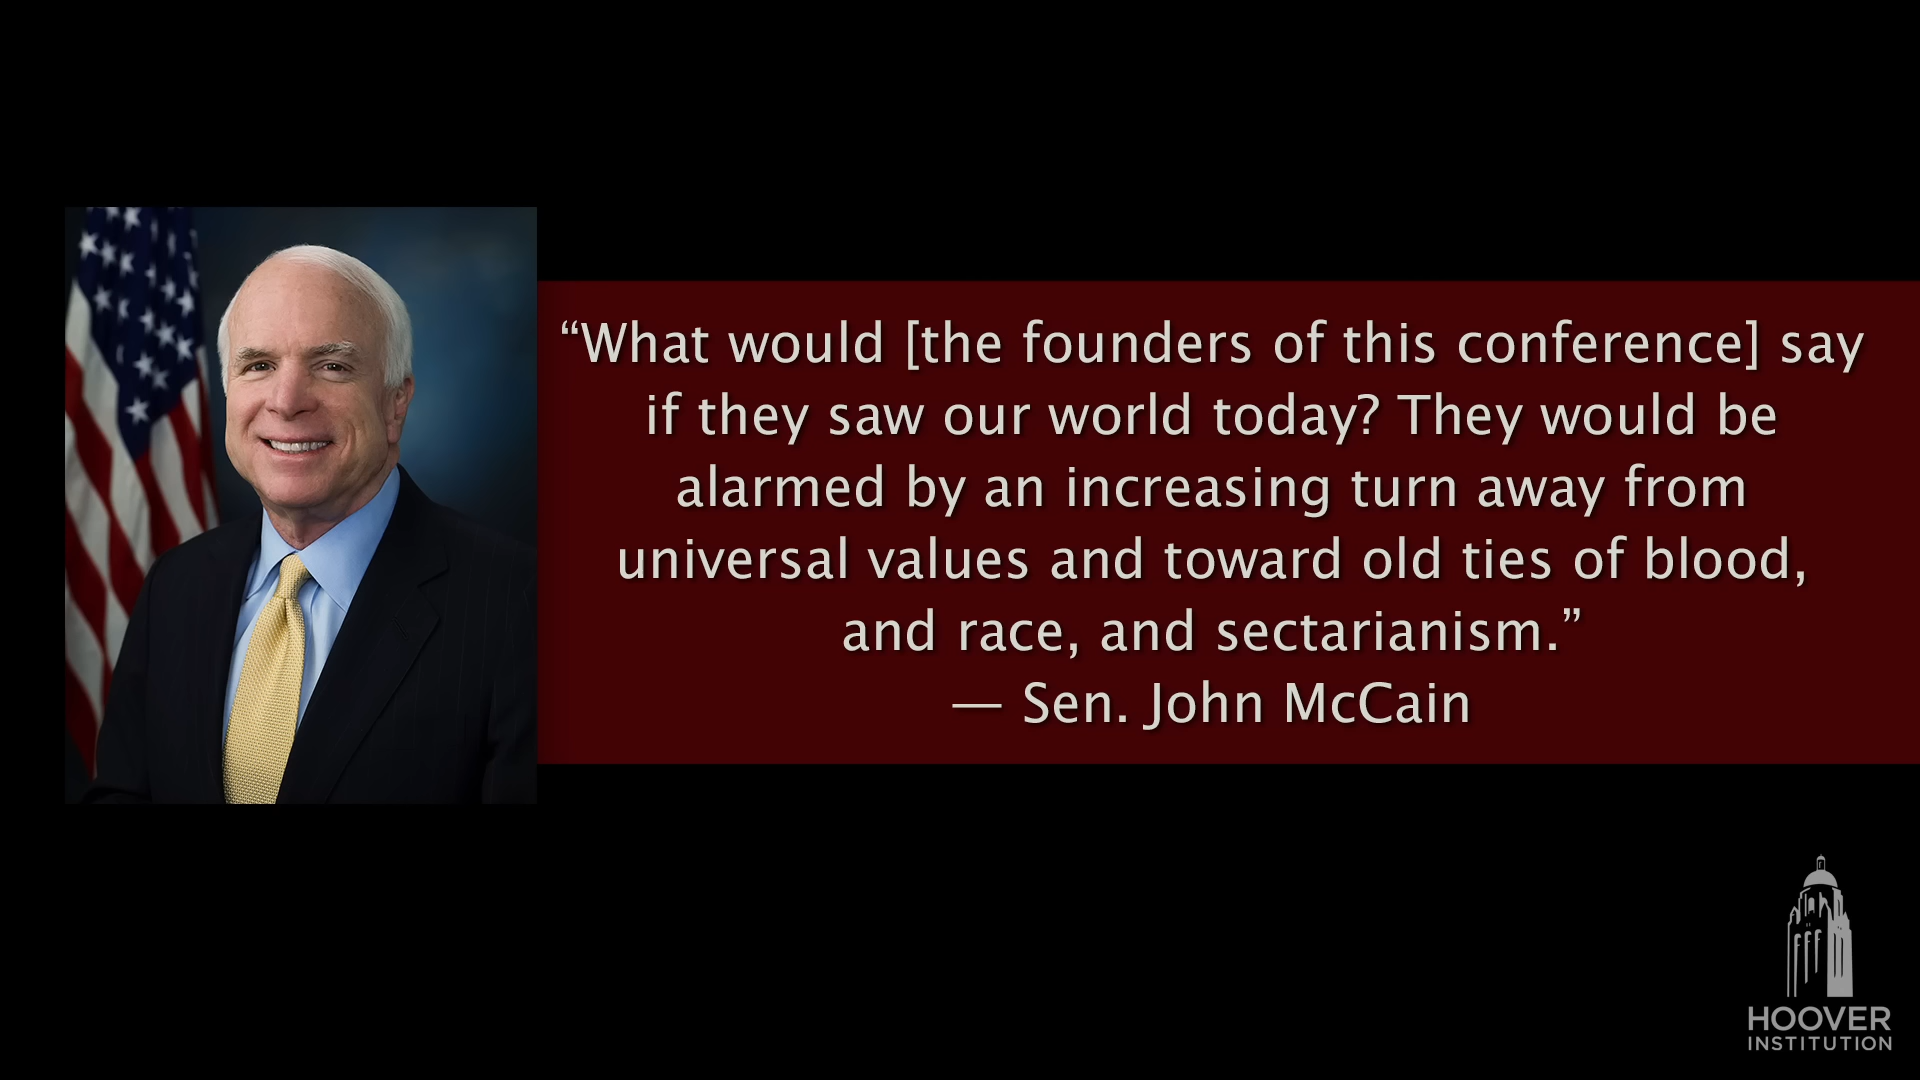 “What would [the founders of this conference] say
if they saw our world today? They would be
alarmed by an increasing turn away from
universal values and toward old ties of blood,
and race, and sectarianism.”
— Sen. John McCain
HOOVER
INSTITUTION